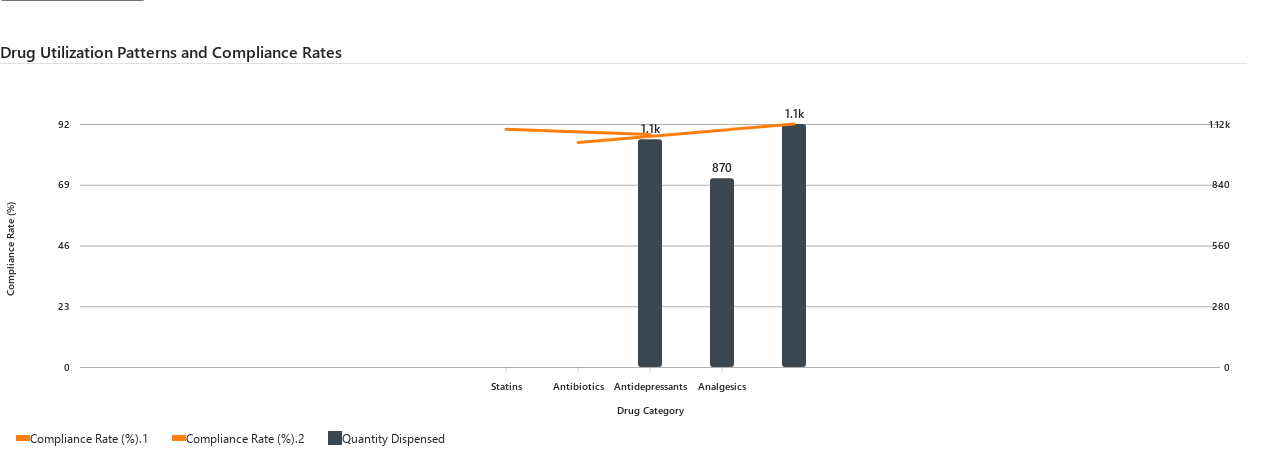 Drug Utilization Patterns and Compliance Rates
1.1k
92
1.1k
1.12k
870
69
840
Compliance Rate (%)
46
560
23
280
0
0
Statins
Antibiotics
Antidepressants
Analgesics
Drug Category
Compliance Rate (%).1
Compliance Rate (%).2
Quantity Dispensed